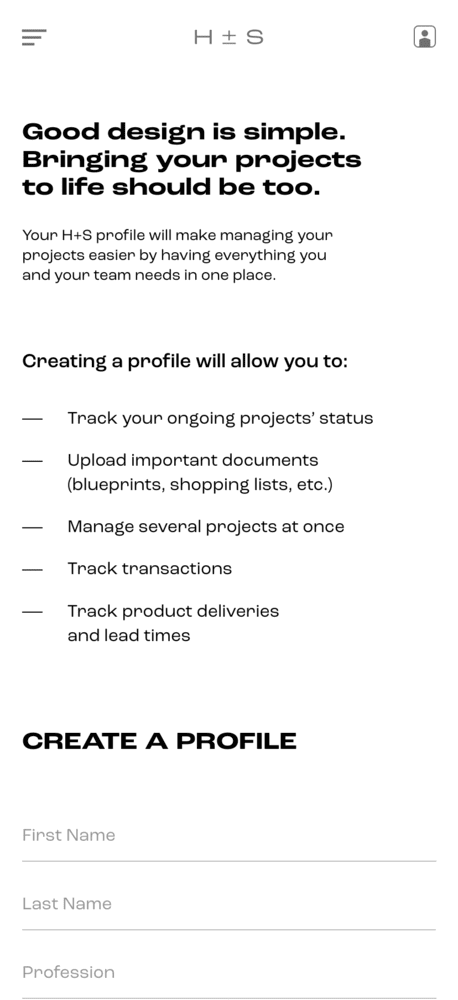 H ± S
Good design is simple.
Bringing your projects
to life should be too.
Your H+S profile will make managing your
projects easier by having everything you
and your team needs in one place.
Creating a profile will allow you to:
— Track your ongoing projects’ status
— Upload important documents
(blueprints, shopping lists, etc.)
— Manage several projects at once
— Track transactions
— Track product deliveries
and lead times
CREATE A PROFILE
First Name
Last Name
Profession